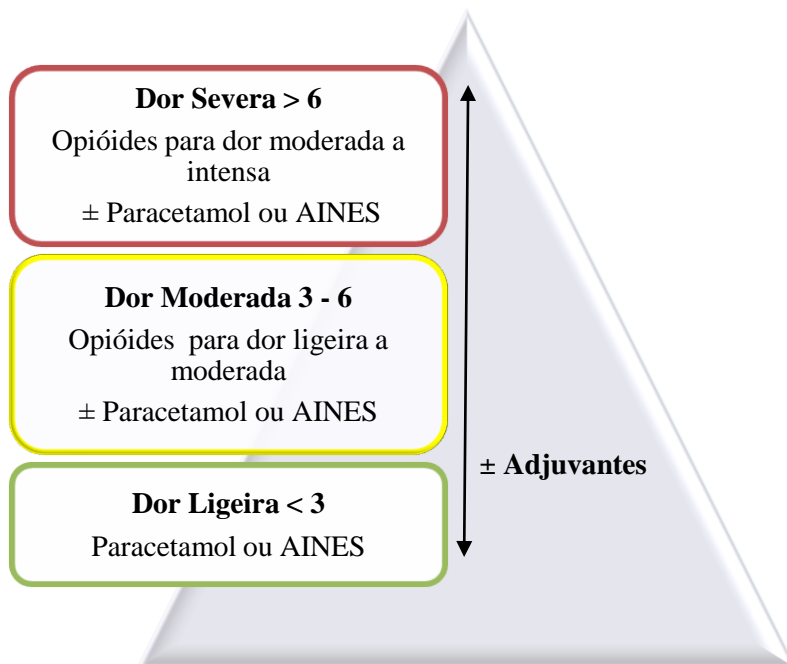 Dor Severa > 6
Opióides para dor moderada a
intensa
± Paracetamol ou AINES
Dor Moderada 3 - 6
Opióides para dor ligeira a
moderada
± Paracetamol ou AINES
± Adjuvantes
Dor Ligeira < 3
Paracetamol ou AINES